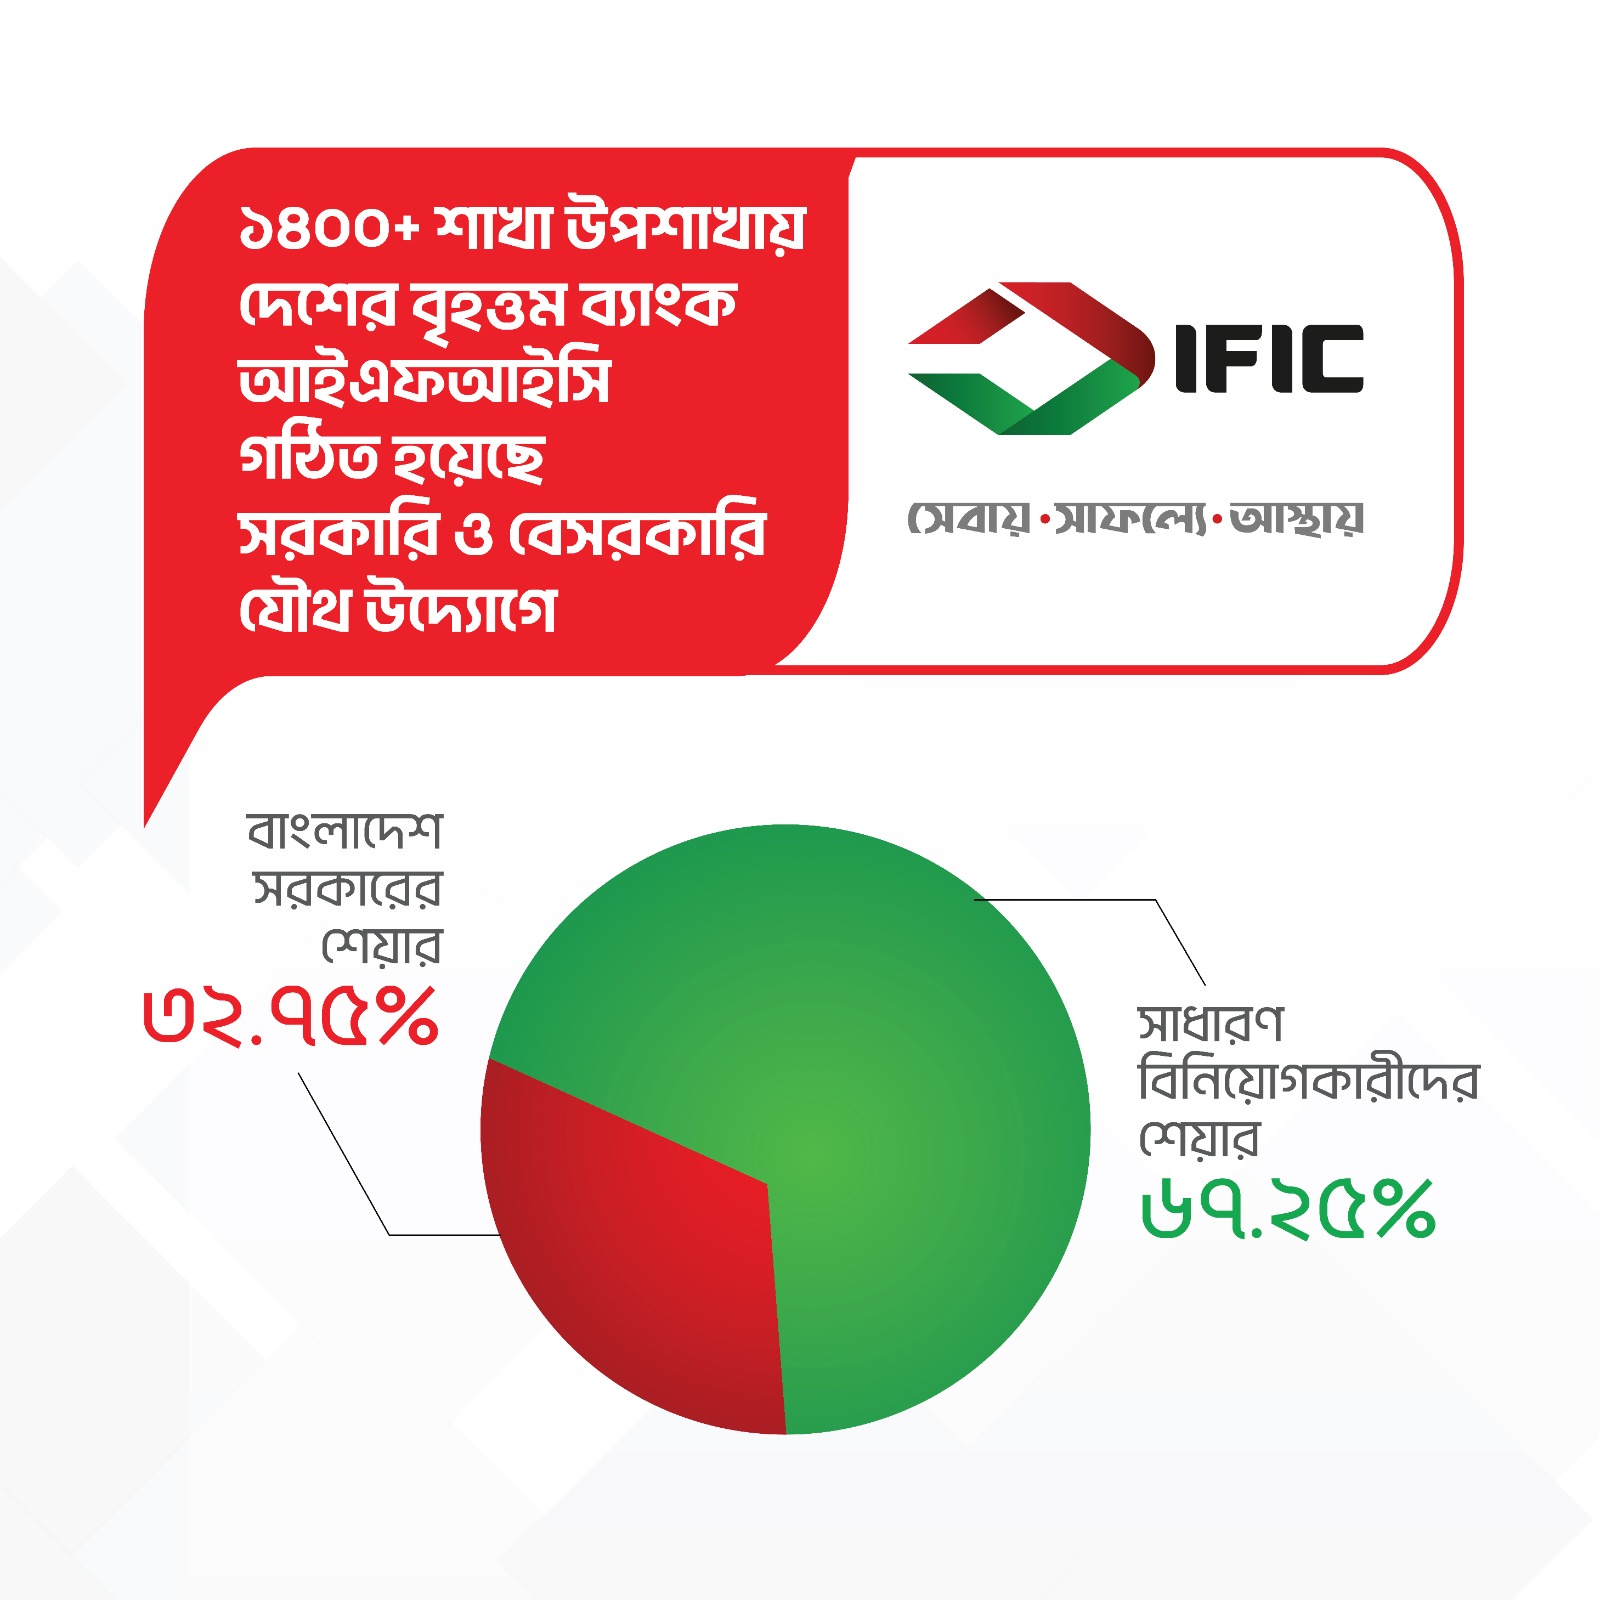 ১৪০০+ শাখা উপশাখায়
দেশের বৃহত্তম ব্যাংক
আইএফআইসি
গঠিত হয়েছে
সরকারি ও বেসরকারি
যৌথ উদ্যোগে
IFIC
সেবায়•সাফল্যে•আস্থায়
বাংলাদেশ
সরকারের
শেয়ার
৩২.৭৫%
সাধারণ
বিনিয়োগকারীদের
শেয়ার
৬৭.২৫%